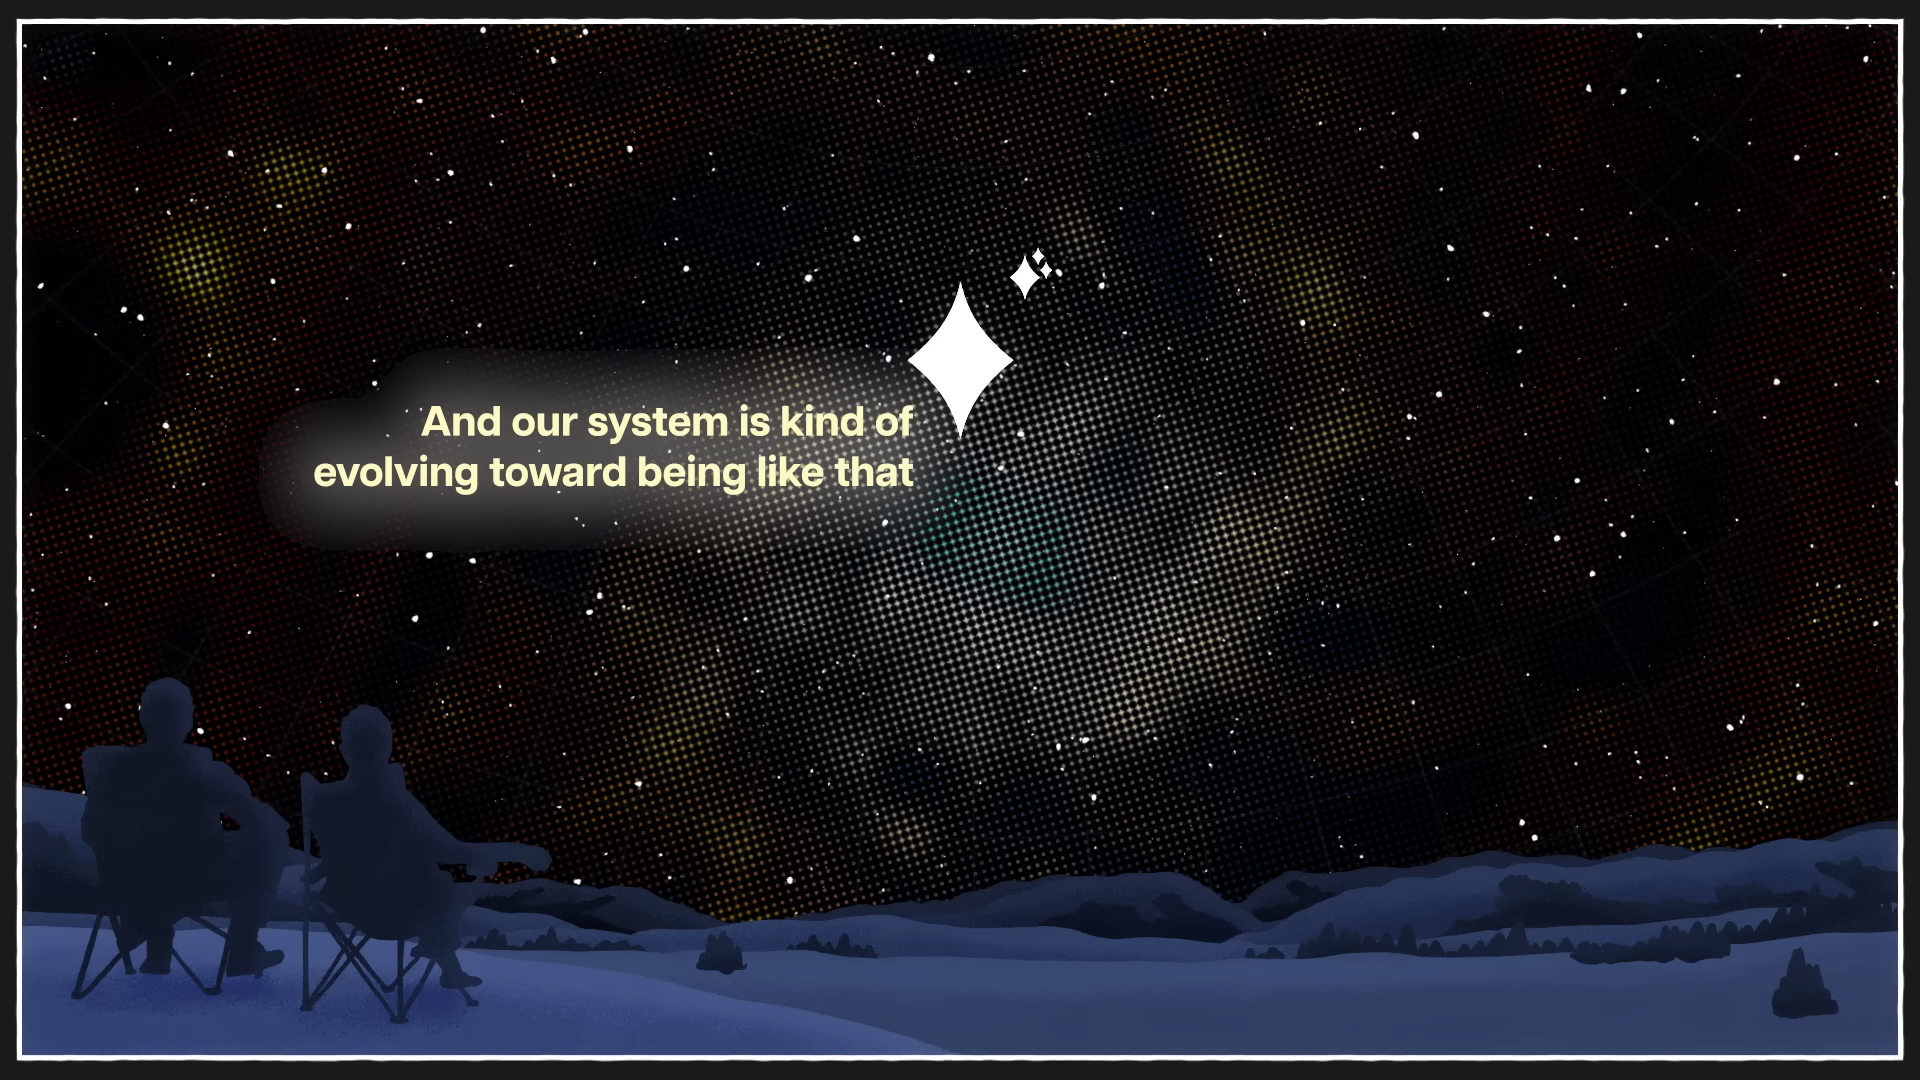 And our system is kind of
evolving toward being like that